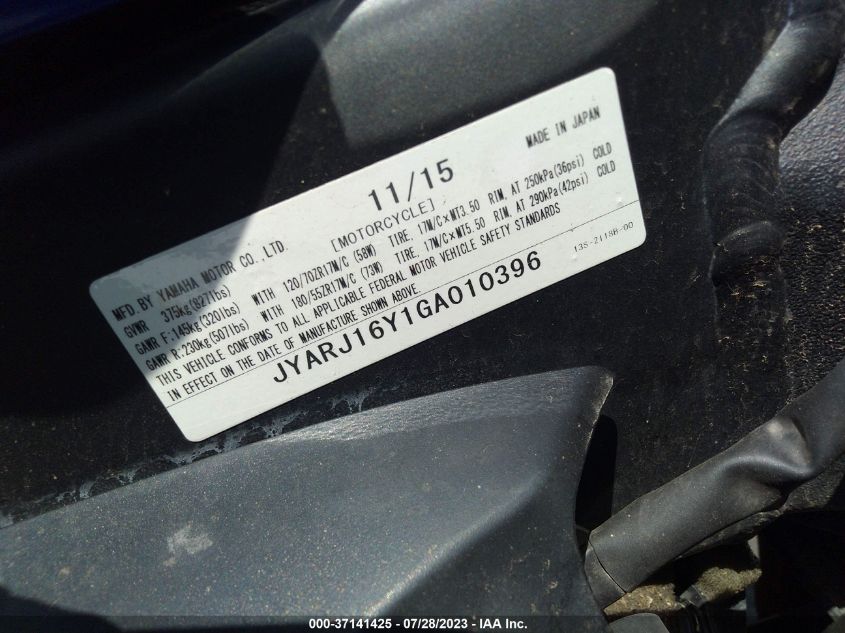 MFD.BY YAMAHA MOTOR CO.,LTD. 11/15 MADE IN JAPAN
GVWR 375kg(827lbs) [MOTORCYCLE]
GAWR F:145kg(320lbs) WITH 120/70ZR17M/C (58W) TIRE, 17M/C×MT3.50 RIM, AT 250kPa(36psi) COLD
GAWR R:230kg(507lbs) WITH 180/55ZR17M/C (73W) TIRE, 17M/C×MT5.50 RIM, AT 290kPa(42psi) COLD
THIS VEHICLE CONFORMS TO ALL APPLICABLE FEDERAL MOTOR VEHICLE SAFETY STANDARDS
IN EFFECT ON THE DATE OF MANUFACTURE SHOWN ABOVE.
13S-2118B-00
JYARJ16Y1GA010396
000-37141425 - 07/28/2023 - IAA Inc.